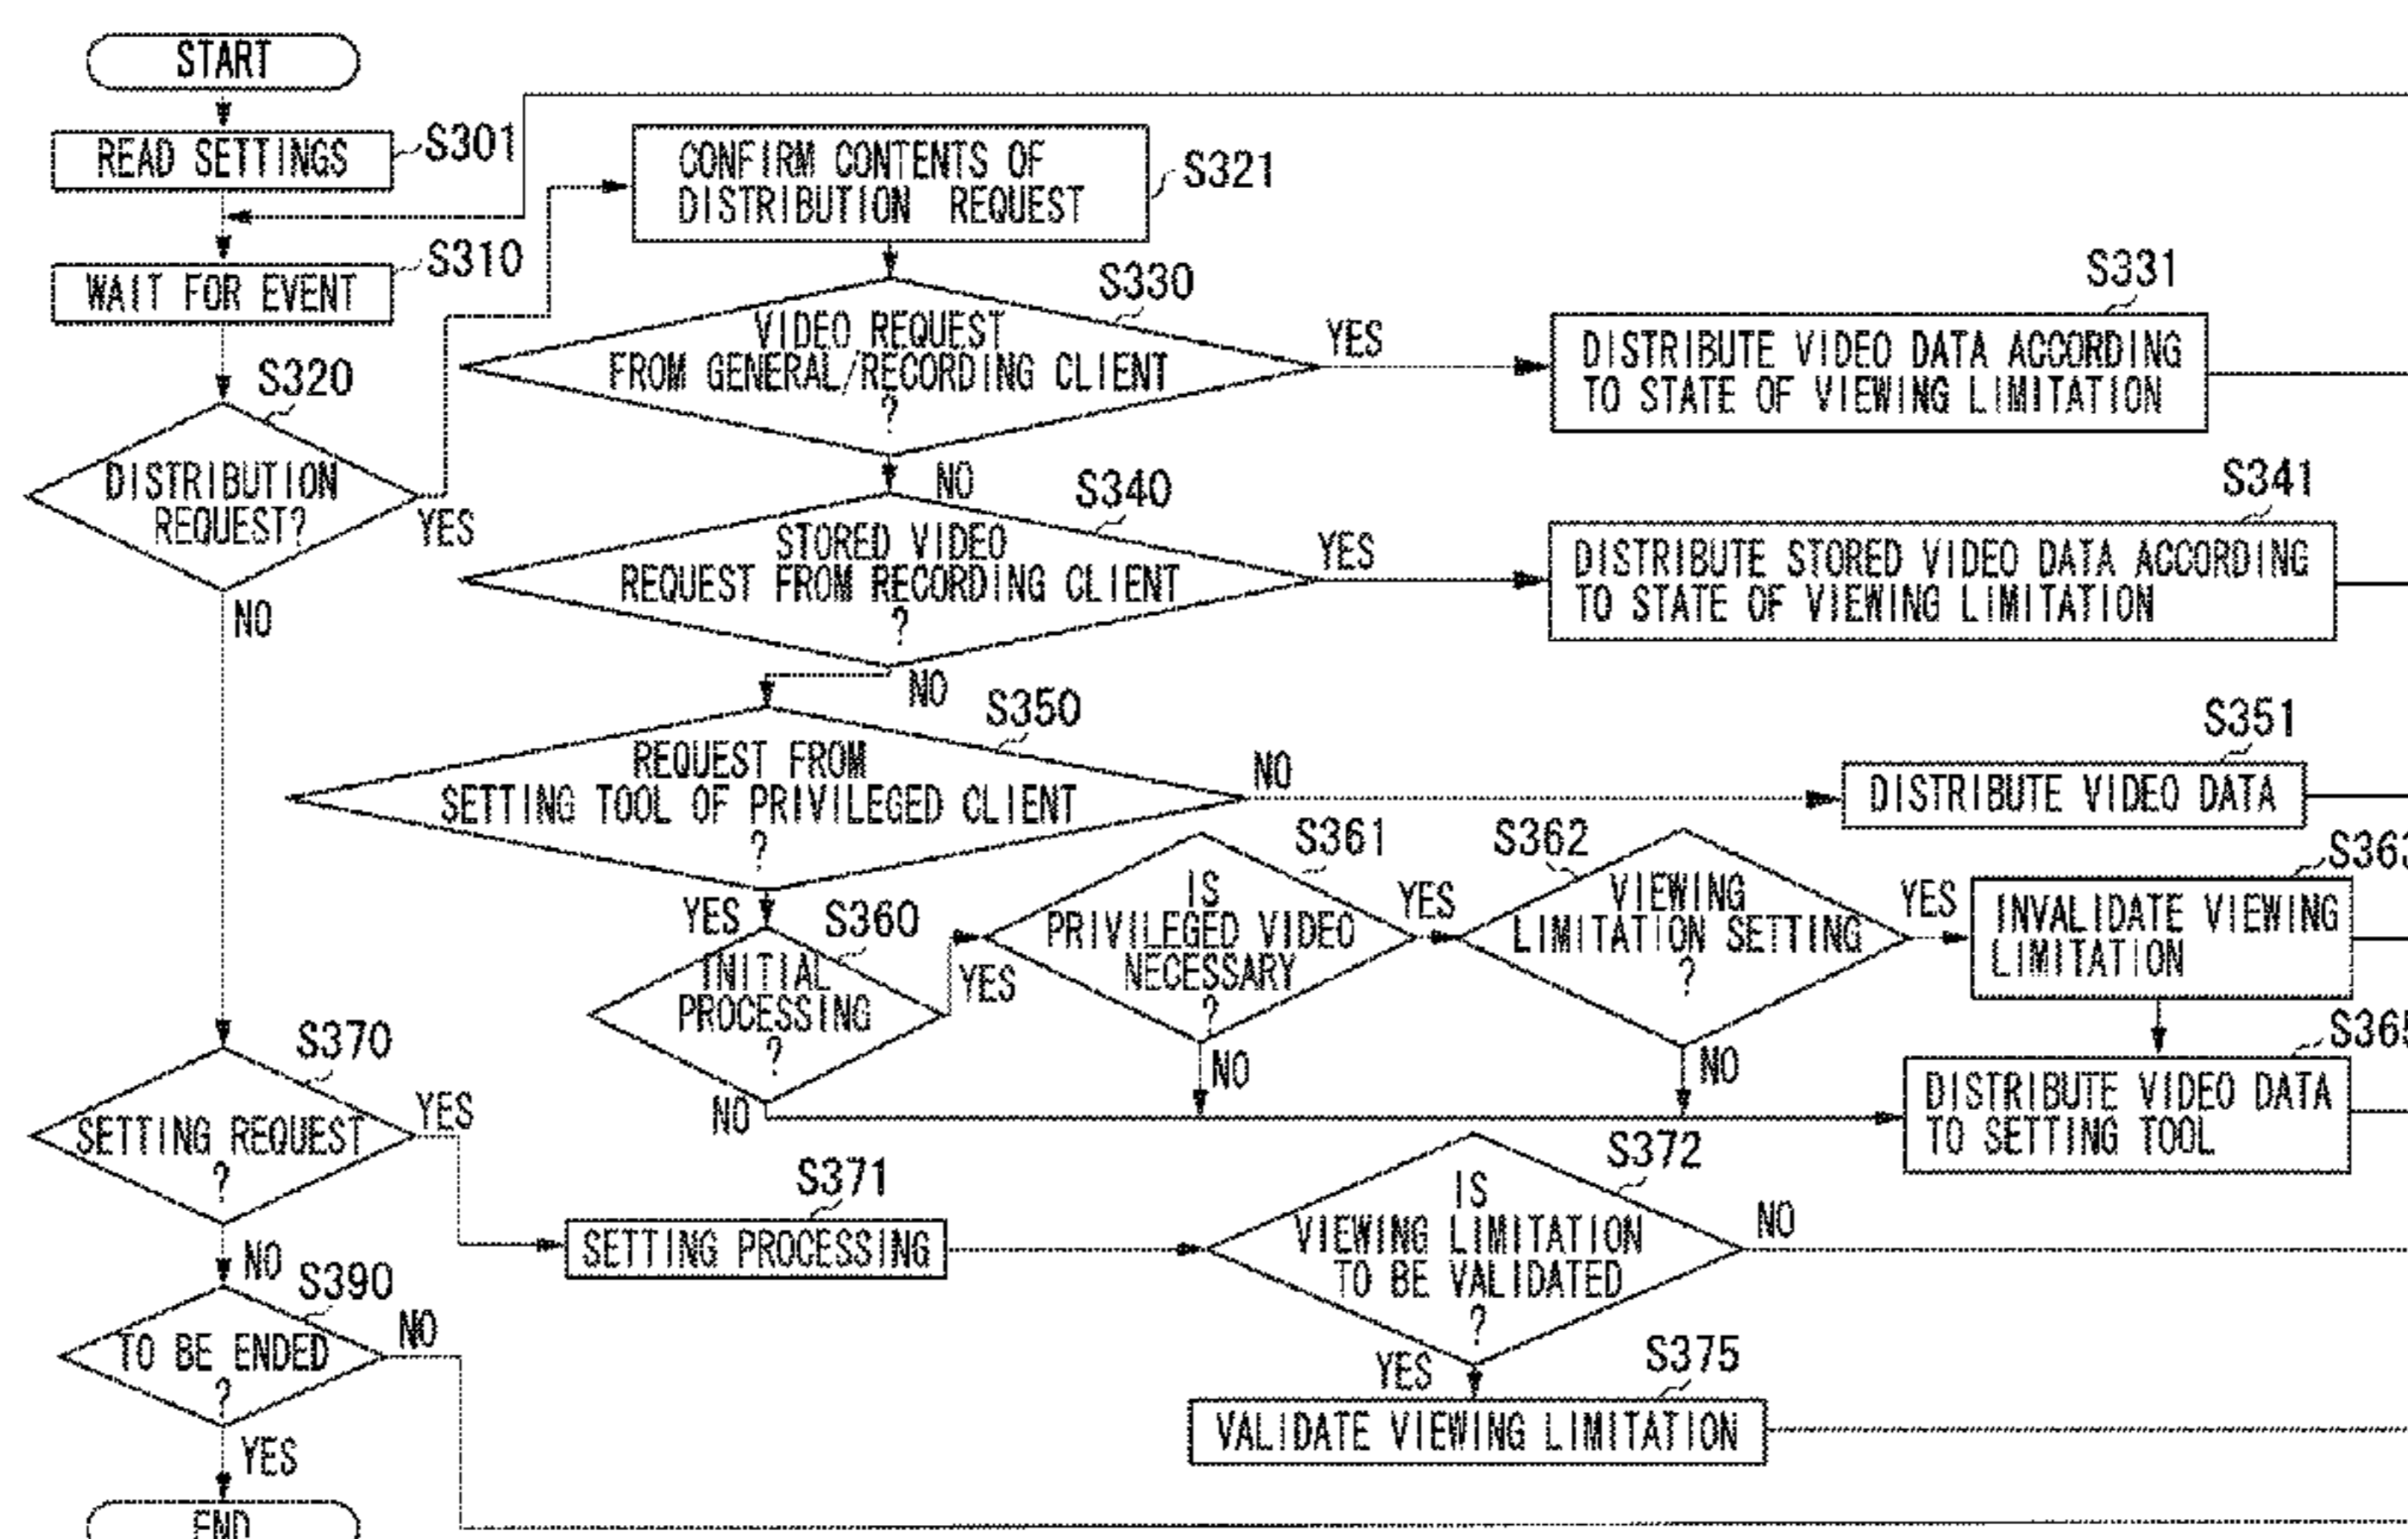 START
READ SETTINGS
S301
WAIT FOR EVENT
S310
S320
DISTRIBUTION
REQUEST?
YES
NO
CONFIRM CONTENTS OF
DISTRIBUTION REQUEST
S321
S330
VIDEO REQUEST
FROM GENERAL/RECORDING CLIENT
?
YES
NO
S331
DISTRIBUTE VIDEO DATA ACCORDING
TO STATE OF VIEWING LIMITATION
S340
STORED VIDEO
REQUEST FROM RECORDING CLIENT
?
YES
NO
S341
DISTRIBUTE STORED VIDEO DATA ACCORDING
TO STATE OF VIEWING LIMITATION
S350
REQUEST FROM
SETTING TOOL OF PRIVILEGED CLIENT
?
NO
YES
S351
DISTRIBUTE VIDEO DATA
S360
INITIAL
PROCESSING
?
YES
NO
S361
IS
PRIVILEGED VIDEO
NECESSARY
?
YES
NO
S362
VIEWING
LIMITATION SETTING
?
YES
NO
S363
INVALIDATE VIEWING
LIMITATION
S365
DISTRIBUTE VIDEO DATA
TO SETTING TOOL
S370
SETTING REQUEST
?
YES
NO
S371
SETTING PROCESSING
S372
IS
VIEWING LIMITATION
TO BE VALIDATED
?
NO
YES
S375
VALIDATE VIEWING LIMITATION
S390
TO BE ENDED
?
NO
YES
END